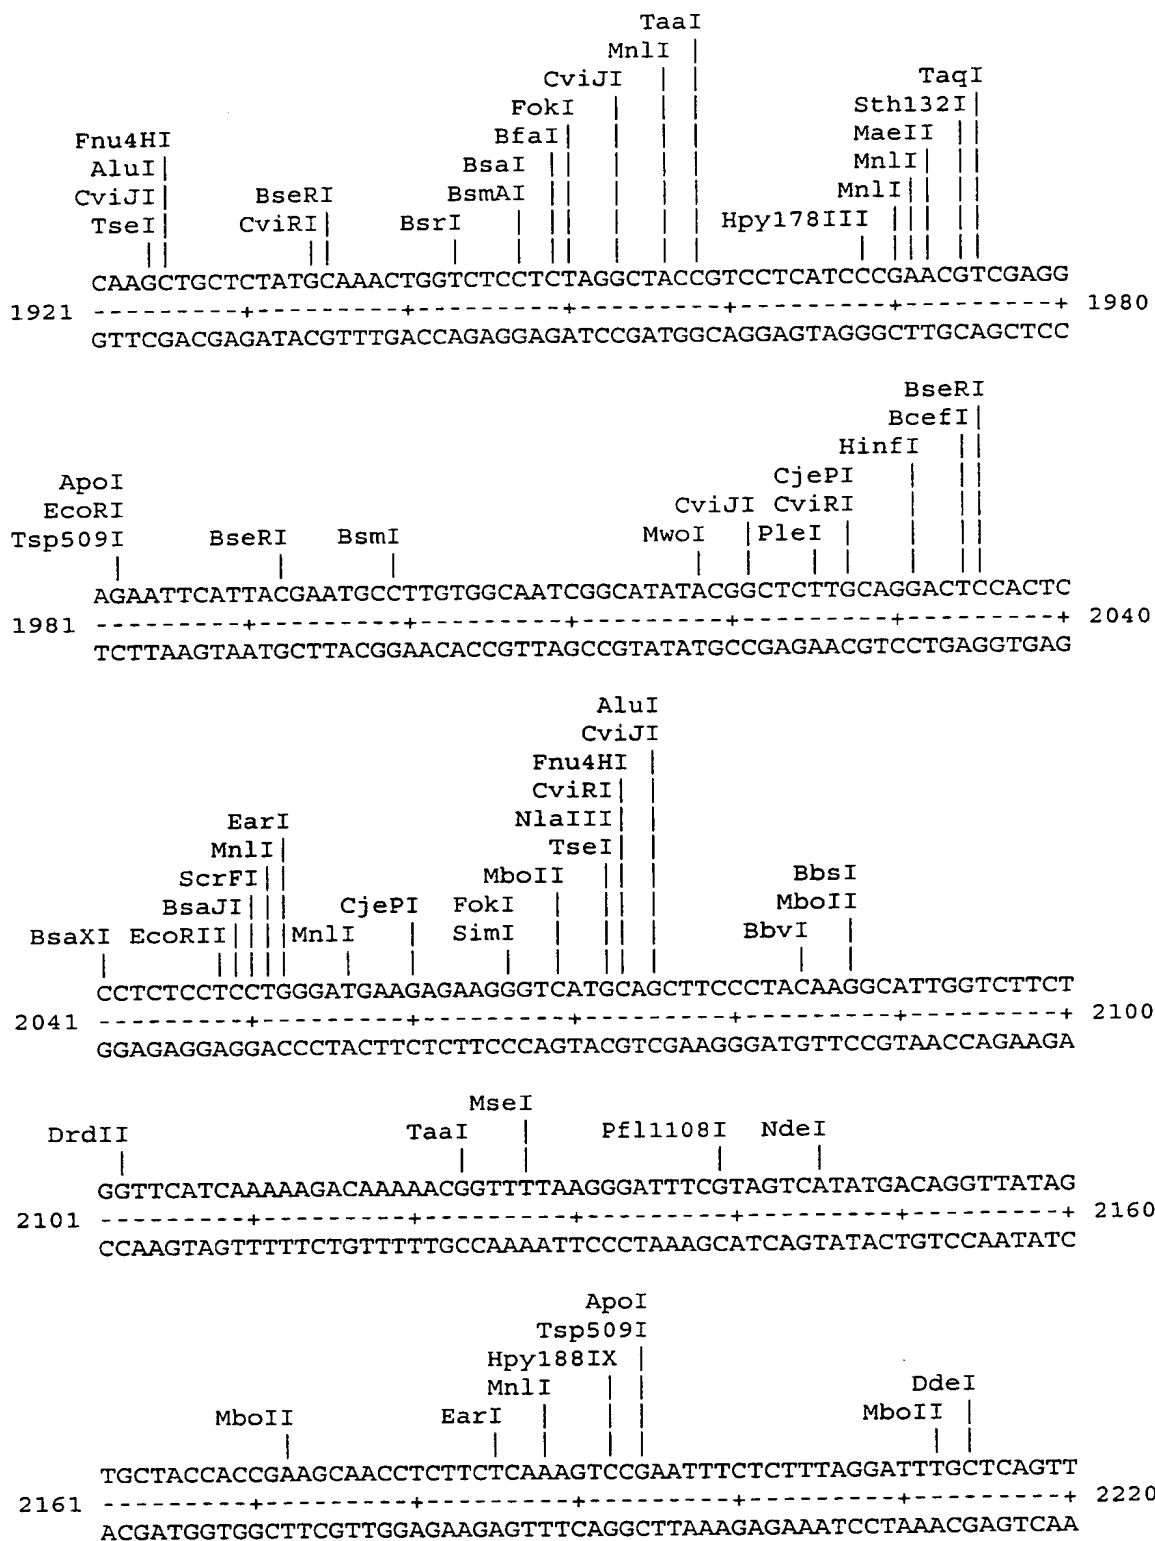 TaaI
MnlI |
CviJI | |
FokI | | |
BfaI| | | |
BsaI || | | |
BsmAI | || | | |
TaqI
Sth132I|
MaeII ||
MnlI| ||
MnlI|| ||
Hpy178III ||| ||
Fnu4HI
AluI|
CviJI|
TseI|
BseRI
CviRI|
BsrI
CAAGCTGCTCTATGCAAACTGGTCTCCTCTAGGCTACCGTCCTCATCCCGAACGTCGAGG
1921 ---------+---------+---------+---------+---------+---------+ 1980
GTTCGACGAGATACGTTTGACCAGAGGAGATCCGATGGCAGGAGTAGGGCTTGCAGCTCC
BseRI
BcefI|
HinfI ||
CjePI
CviJI CviRI
MwoI |PleI |
ApoI
EcoRI
Tsp509I BseRI BsmI
AGAATTCATTACGAATGCCTTGTGGCAATCGGCATATACGGCTCTTGCAGGACTCCACTC
1981 ---------+---------+---------+---------+---------+---------+ 2040
TCTTAAGTAATGCTTACGGAACACCGTTAGCCGTATATGCCGAGAACGTCCTGAGGTGAG
AluI
CviJI
Fnu4HI |
CviRI| |
NlaIII| |
TseI| |
EarI
MnlI|
ScrFI||
BsaJI|||
BsaXI EcoRII||||MnlI CjePI
MboII
FokI
SimI
BbsI
MboII
BbvI |
CCTCTCCTCCTGGGATGAAGAGAAGGGTCATGCAGCTTCCCTACAAGGCATTGGTCTTCT
2041 ---------+---------+---------+---------+---------+---------+ 2100
GGAGAGGAGGACCCTACTTCTCTTCCCAGTACGTCGAAGGGATGTTCCGTAACCAGAAGA
MseI
DrdII TaaI | Pfl1108I NdeI
GGTTCATCAAAAAGACAAAAACGGTTTTAAGGGATTTCGTAGTCATATGACAGGTTATAG
2101 ---------+---------+---------+---------+---------+---------+ 2160
CCAAGTAGTTTTTCTGTTTTTGCCAAAATTCCCTAAAGCATCAGTATACTGTCCAATATC
ApoI
Tsp509I
Hpy188IX |
MnlI | |
MboII EarI | | |
DdeI
MboII |
TGCTACCACCGAAGCAACCTCTTCTCAAAGTCCGAATTTCTCTTTAGGATTTGCTCAGTT
2161 ---------+---------+---------+---------+---------+---------+ 2220
ACGATGGTGGCTTCGTTGGAGAAGAGTTTCAGGCTTAAAGAGAAATCCTAAACGAGTCAA